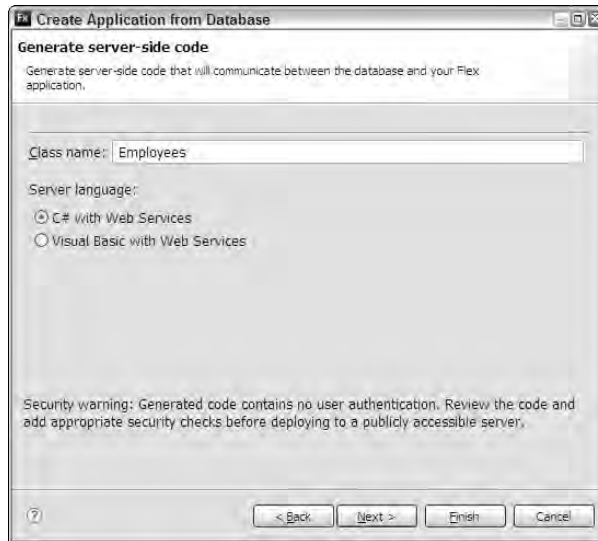 Fx Create Application from Database
Generate server-side code
Generate server-side code that will communicate between the database and your Flex
application.
Class name: Employees
Server language:
C# with Web Services
Visual Basic with Web Services
Security warning: Generated code contains no user authentication. Review the code and
add appropriate security checks before deploying to a publicly accessible server.
? < Back Next > Finish Cancel